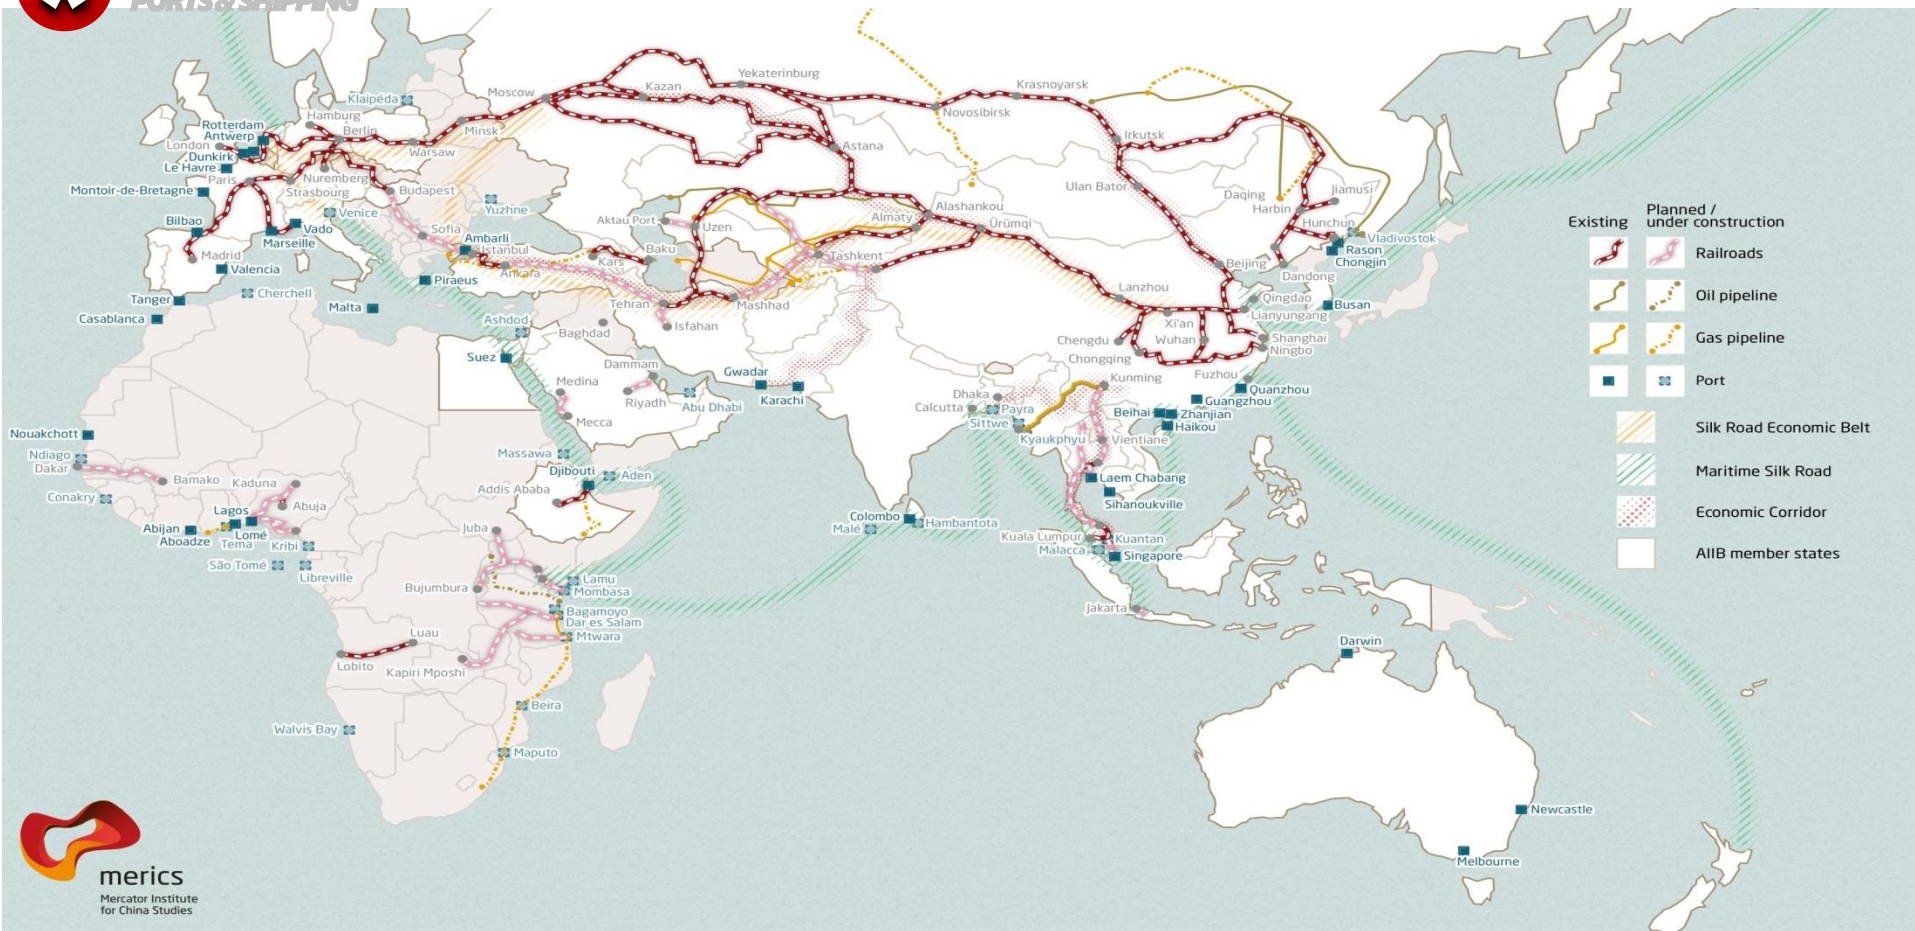 PORTS & SHIPPING
Klaipéda
Hamburg
Rotterdam
Antwerp
London
Dunkirk
Le Havre
Paris
Montoir-de-Bretagne
Bilbao
Madrid
Valencia
Tanger
Casablanca
Berlin
Warsaw
Minsk
Moscow
Nuremberg
Strasbourg
Budapest
Venice
Vado
Marseille
Sofia
Yuzhne
Ambarli
Istanbul
Ankara
Piraeus
Cherchell
Malta
Ashdod
Suez
Kazan
Yekaterinburg
Astana
Novosibirsk
Krasnoyarsk
Irkutsk
Ulan Bator
Aktau Port
Uzen
Baku
Kars
Tehran
Isfahan
Baghdad
Mashhad
Tashkent
Almaty
Alashankou
Ürümqi
Daqing
Harbin
Jiamusi
Hunchun
Vladivostok
Rason
Chongjin
Dandong
Beijing
Qingdao
Lianyungang
Busan
Lanzhou
Xi'an
Wuhan
Chengdu
Chongqing
Shanghai
Ningbo
Fuzhou
Quanzhou
Guangzhou
Beihai
Zhanjian
Haikou
Kunming
Dhaka
Calcutta
Payra
Sittwe
Kyaukphyu
Vientiane
Laem Chabang
Sihanoukville
Dammam
Riyadh
Medina
Mecca
Abu Dhabi
Gwadar
Karachi
Massawa
Djibouti
Aden
Addis Ababa
Nouakchott
Ndiago
Dakar
Bamako
Conakry
Kaduna
Abuja
Lagos
Lomé
Abijan
Aboadze
Tema
Kribi
São Tomé
Libreville
Juba
Bujumbura
Lamu
Mombasa
Bagamoyo
Dar es Salam
Mtwara
Luau
Lobito
Kapiri Mposhi
Beira
Walvis Bay
Maputo
Colombo
Malé
Hambantota
Kuala Lumpur
Malacca
Kuantan
Singapore
Jakarta
Darwin
Newcastle
Melbourne
Existing
Planned /
under construction
Railroads
Oil pipeline
Gas pipeline
Port
Silk Road Economic Belt
Maritime Silk Road
Economic Corridor
AIIB member states
merics
Mercator Institute
for China Studies